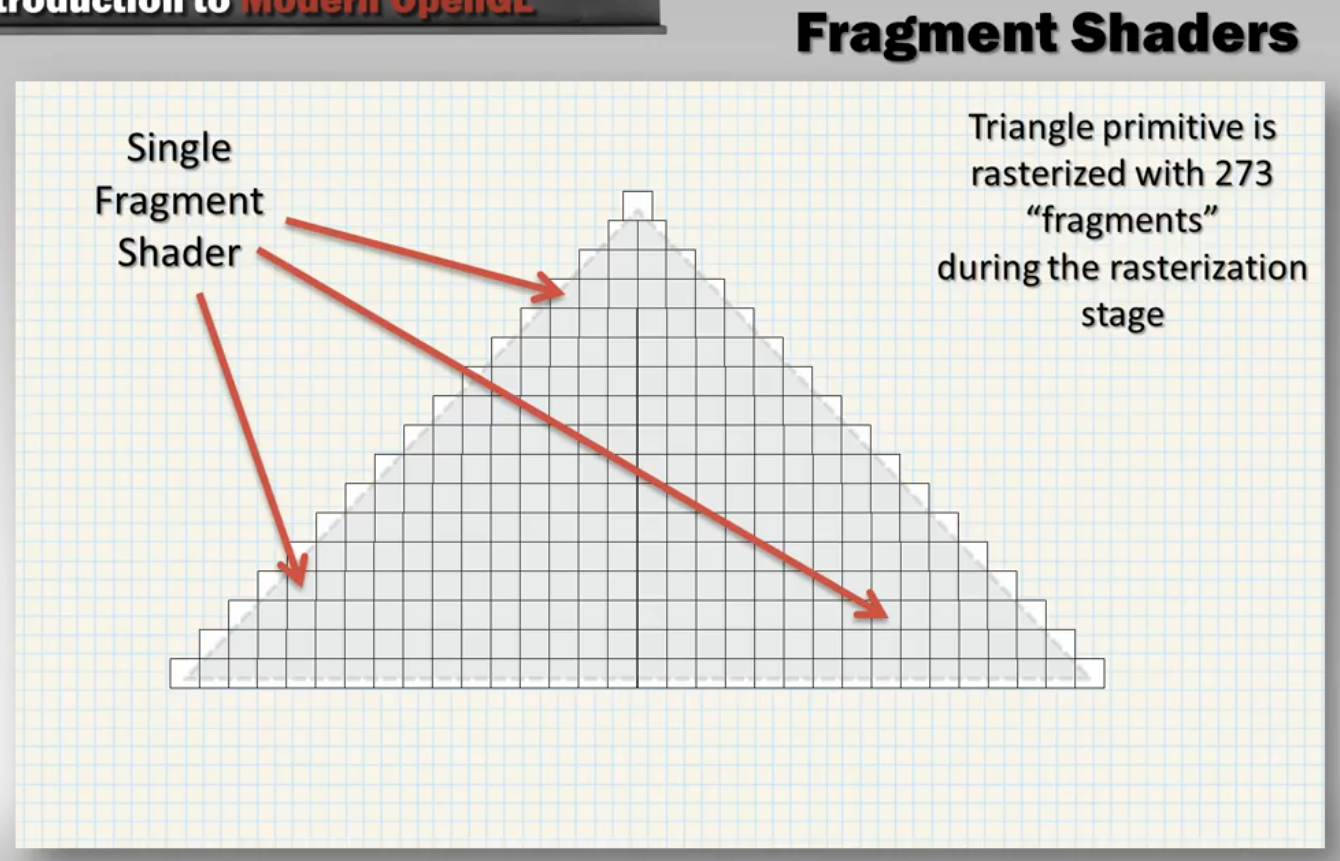 troduction to Modern OpenGL
Fragment Shaders
Single
Fragment
Shader
Triangle primitive is
rasterized with 273
“fragments”
during the rasterization
stage